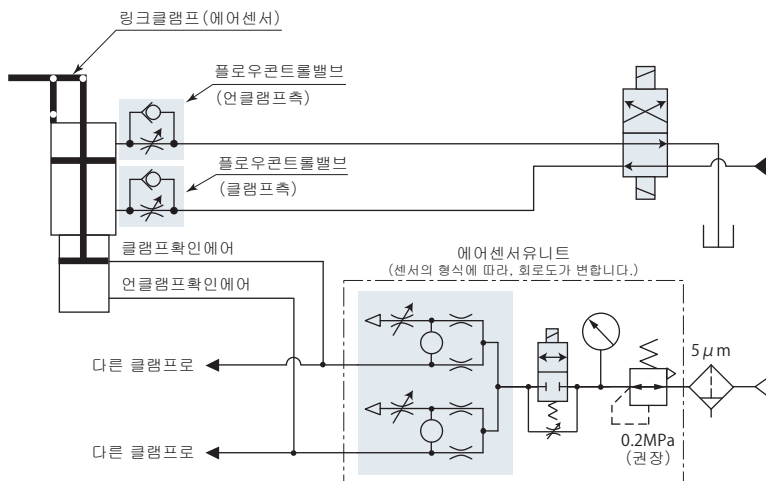 링크클램프(에어센서)
플로우콘트롤밸브
(언클램프측)
플로우콘트롤밸브
(클램프측)
클램프확인에어
언클램프확인에어
에어센서유니트
(센서의 형식에 따라, 회로도가 변합니다.)
다른 클램프로
5μm
0.2MPa
(권장)
다른 클램프로